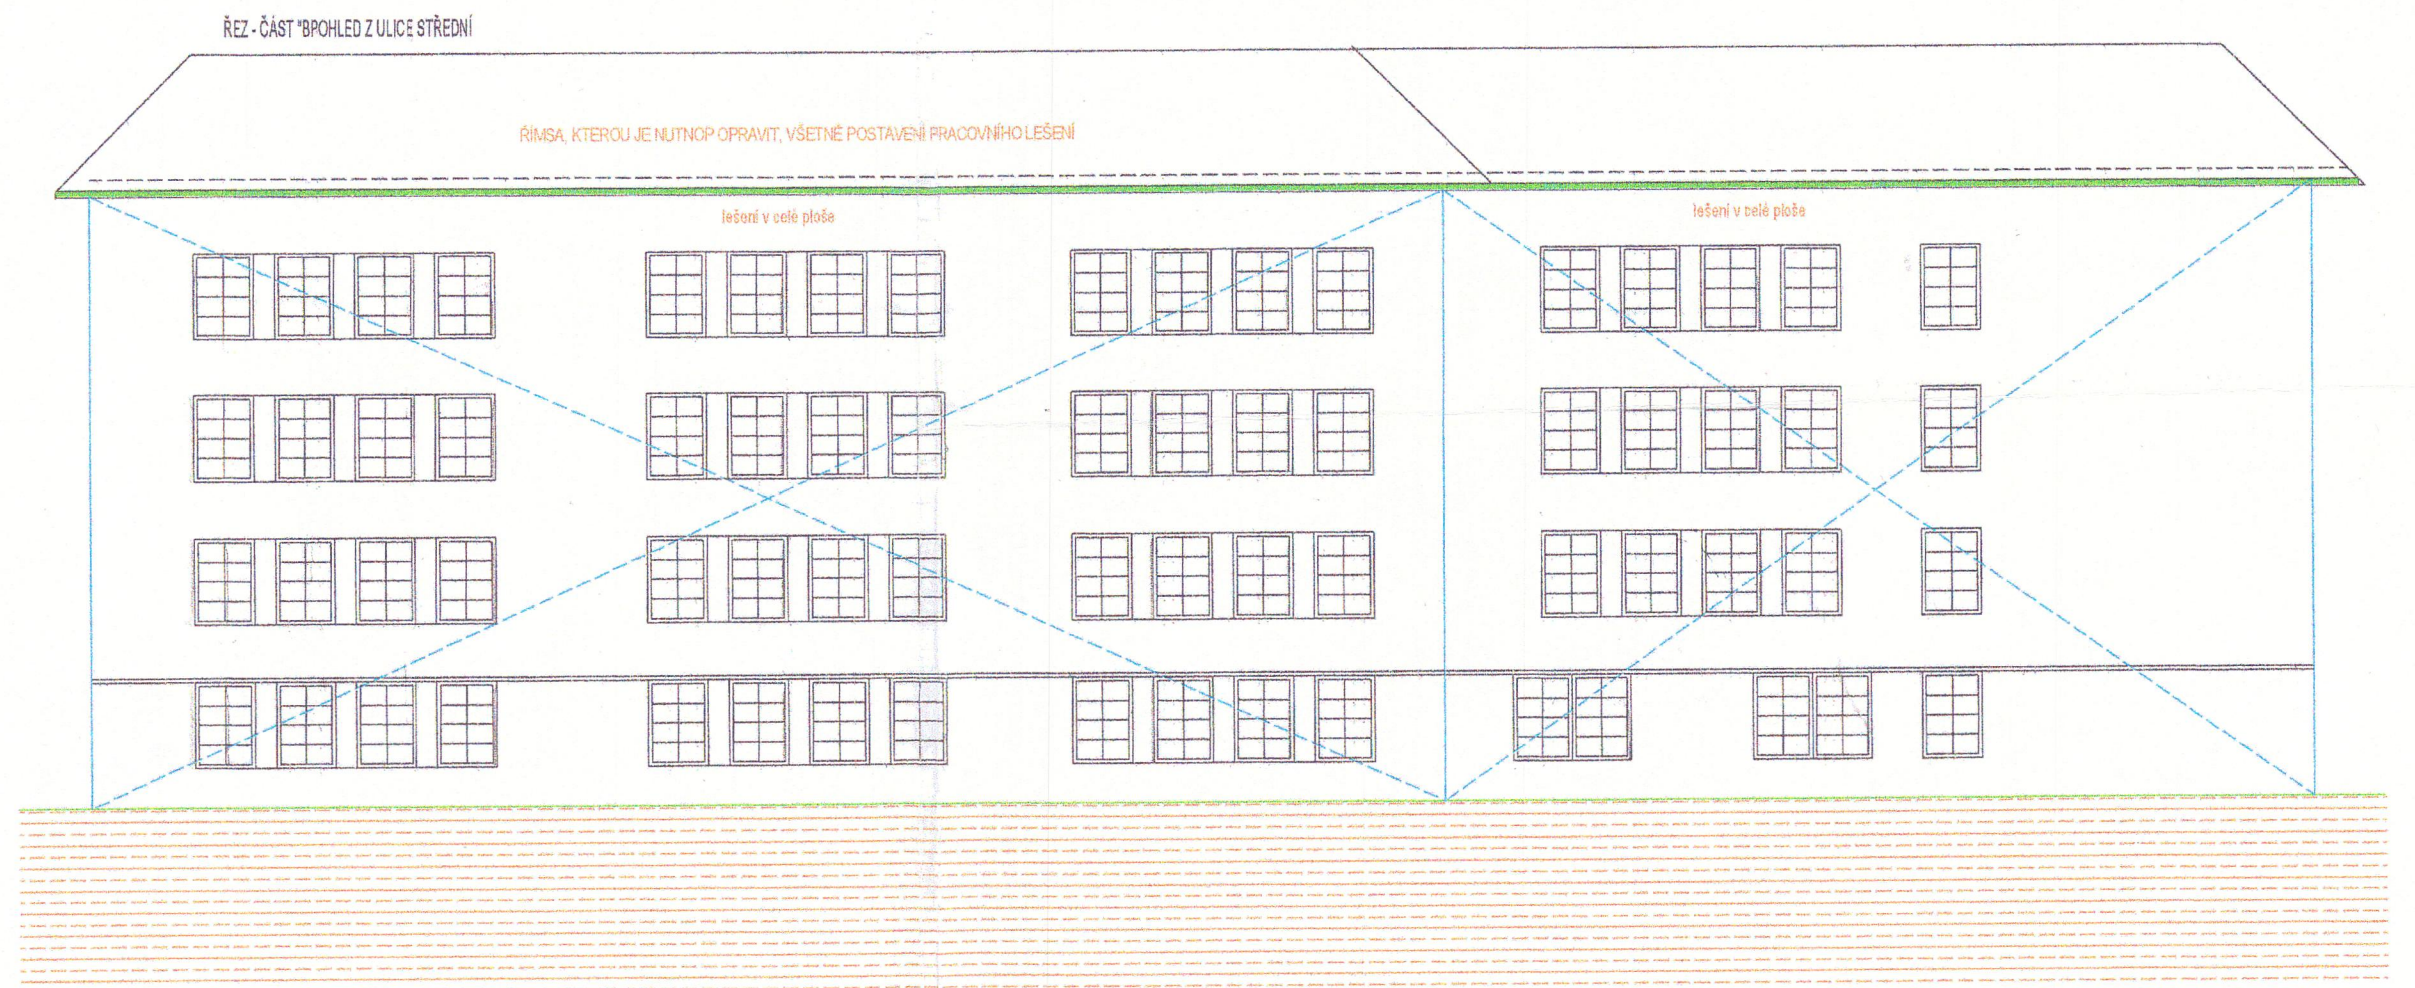 ŘEZ - ČÁST "BPOHLED Z ULICE STŘEDNÍ
ŘÍMSA, KTEROU JE NUTNOP OPRAVIT, VŠETNĚ POSTAVENÍ PRACOVNÍHO LEŠENÍ
lešení v celé ploše
lešení v celé ploše